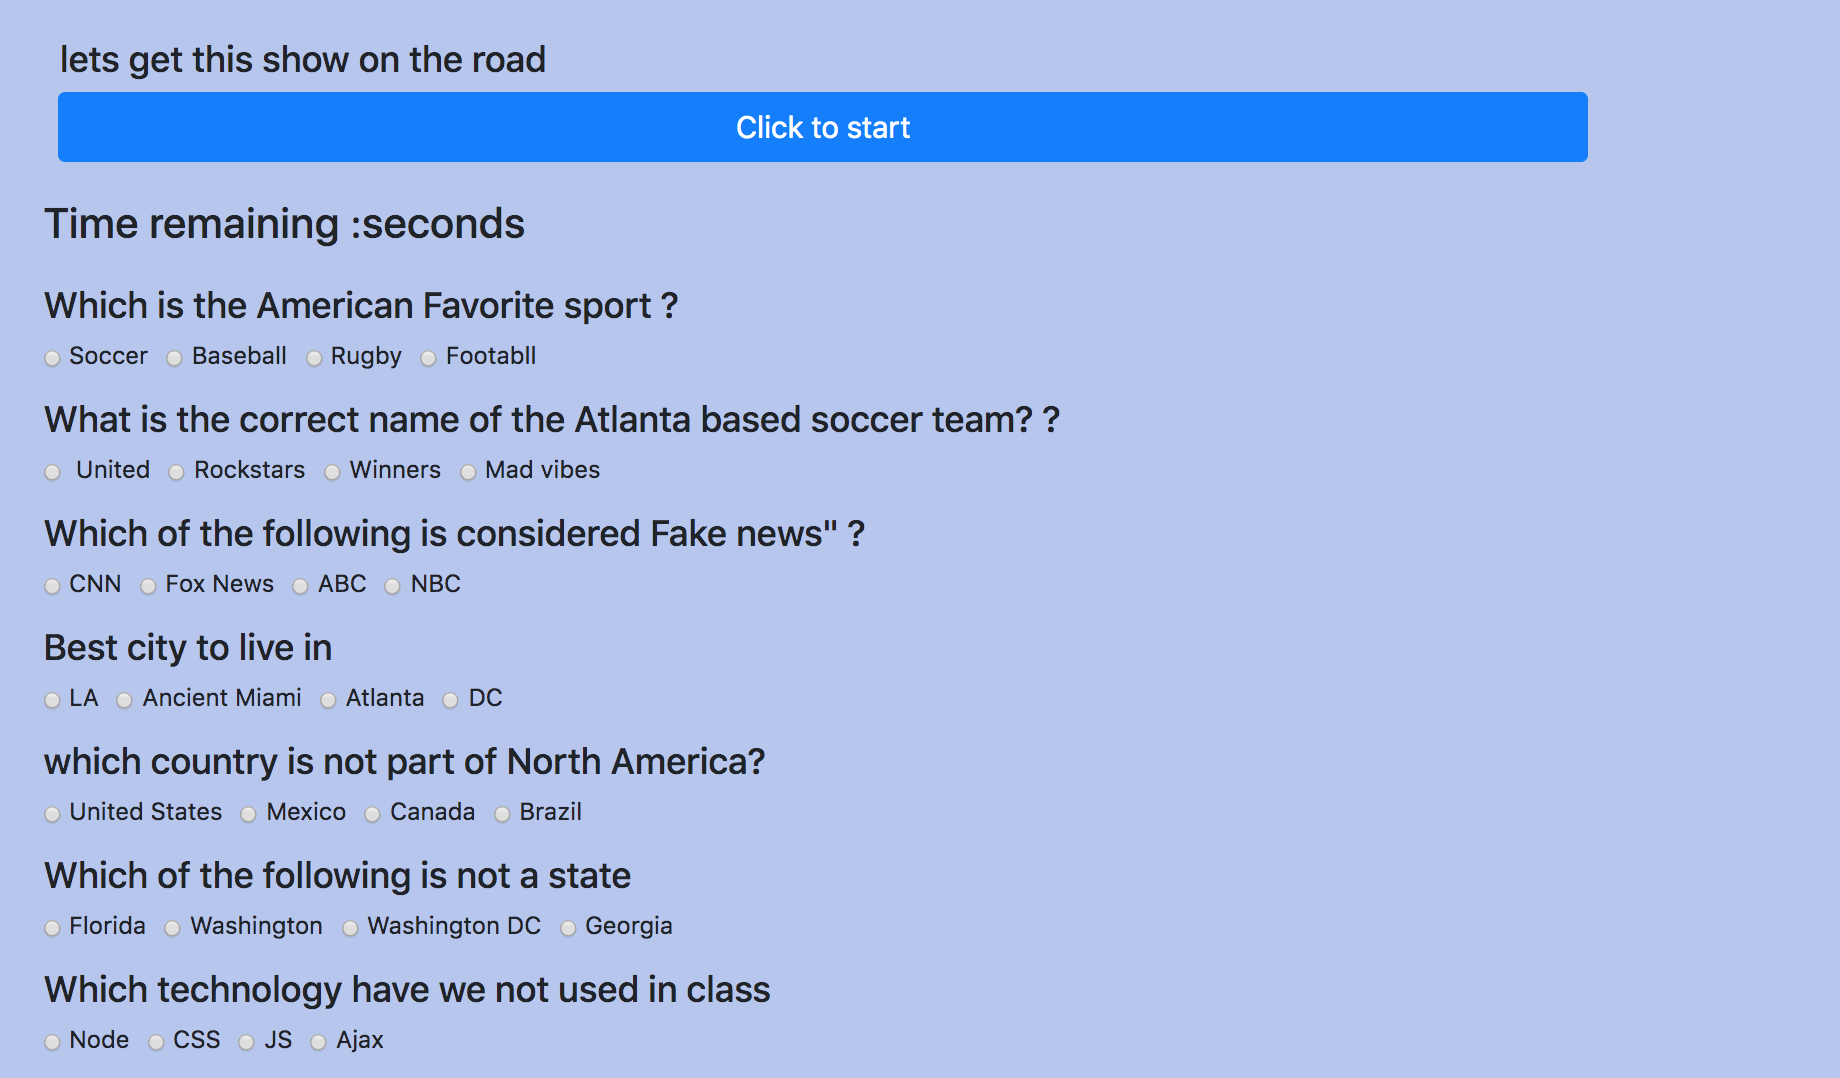 lets get this show on the road
Click to start
Time remaining :seconds
Which is the American Favorite sport ?
Soccer Baseball Rugby Footabll
What is the correct name of the Atlanta based soccer team? ?
United Rockstars Winners Mad vibes
Which of the following is considered Fake news" ?
CNN Fox News ABC NBC
Best city to live in
LA Ancient Miami Atlanta DC
which country is not part of North America?
United States Mexico Canada Brazil
Which of the following is not a state
Florida Washington Washington DC Georgia
Which technology have we not used in class
Node CSS JS Ajax